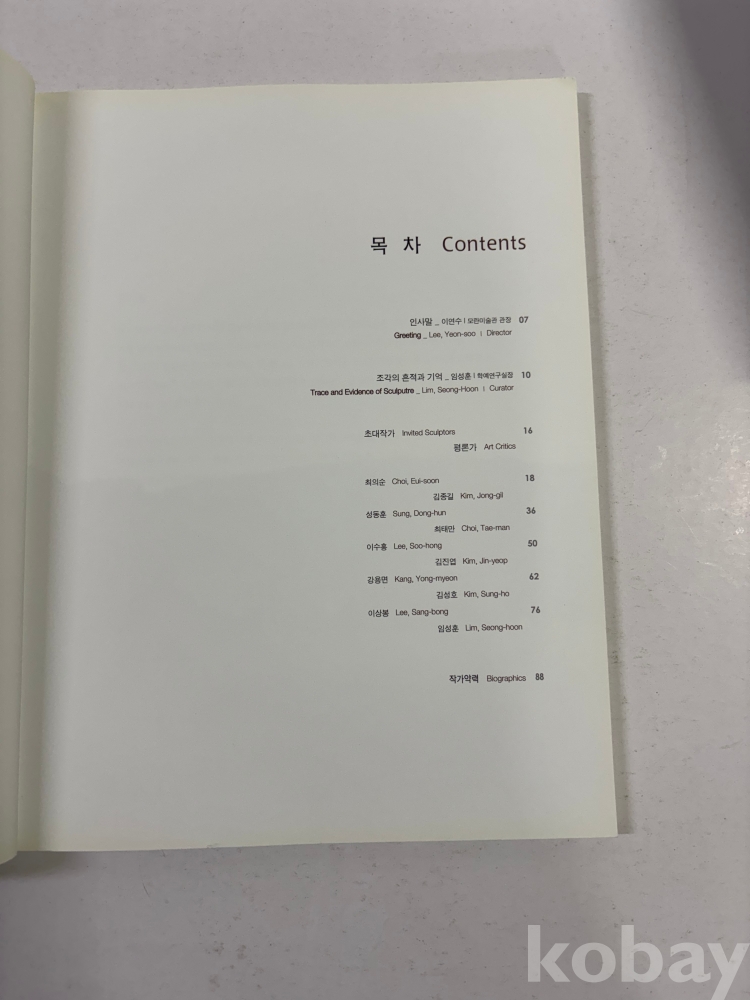 목 차 Contents
인사말 _ 이연수 I 모란미술관 관장 07
Greeting _ Lee, Yeon-soo I Director
조각의 흔적과 기억 _ 임성훈 I 학예연구실장 10
Trace and Evidence of Sculputre _ Lim, Seong-Hoon I Curator
초대작가 Invited Sculptors 16
평론가 Art Critics
최의순 Choi, Eui-soon 18
김종길 Kim, Jong-gil
성동훈 Sung, Dong-hun 36
최태만 Choi, Tae-man
이수홍 Lee, Soo-hong 50
김진엽 Kim, Jin-yeop
강용면 Kang, Yong-myeon 62
김성호 Kim, Sung-ho
이상봉 Lee, Sang-bong 76
임성훈 Lim, Seong-hoon
작가약력 Biographics 88
kobay